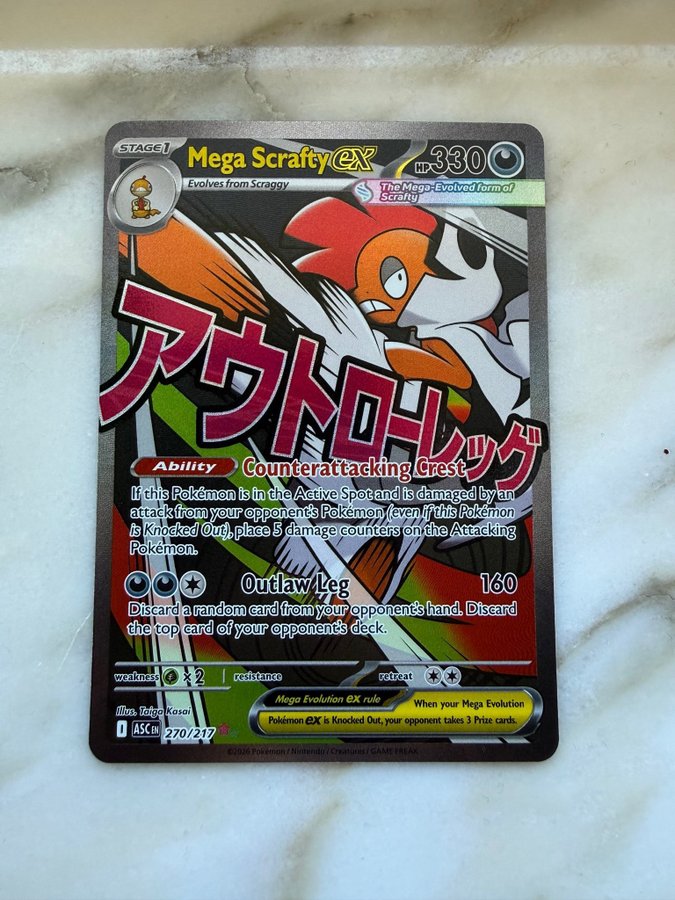 STAGE1
Mega Scrafty ex
HP330
Evolves from Scraggy
The Mega-Evolved form of
Scrafty
アウトローレッグ
Ability Counterattacking Crest
If this Pokémon is in the Active Spot and is damaged by an
attack from your opponent's Pokémon (even if this Pokémon
is Knocked Out), place 5 damage counters on the Attacking
Pokémon.
Outlaw Leg 160
Discard a random card from your opponent's hand. Discard
the top card of your opponent's deck.
weakness ×2 resistance retreat
Illus. Taiga Kasai
Mega Evolution ex rule
When your Mega Evolution
Pokémon ex is Knocked Out, your opponent takes 3 Prize cards.
ASC EN 270/217
©2026 Pokémon / Nintendo / Creatures / GAME FREAK